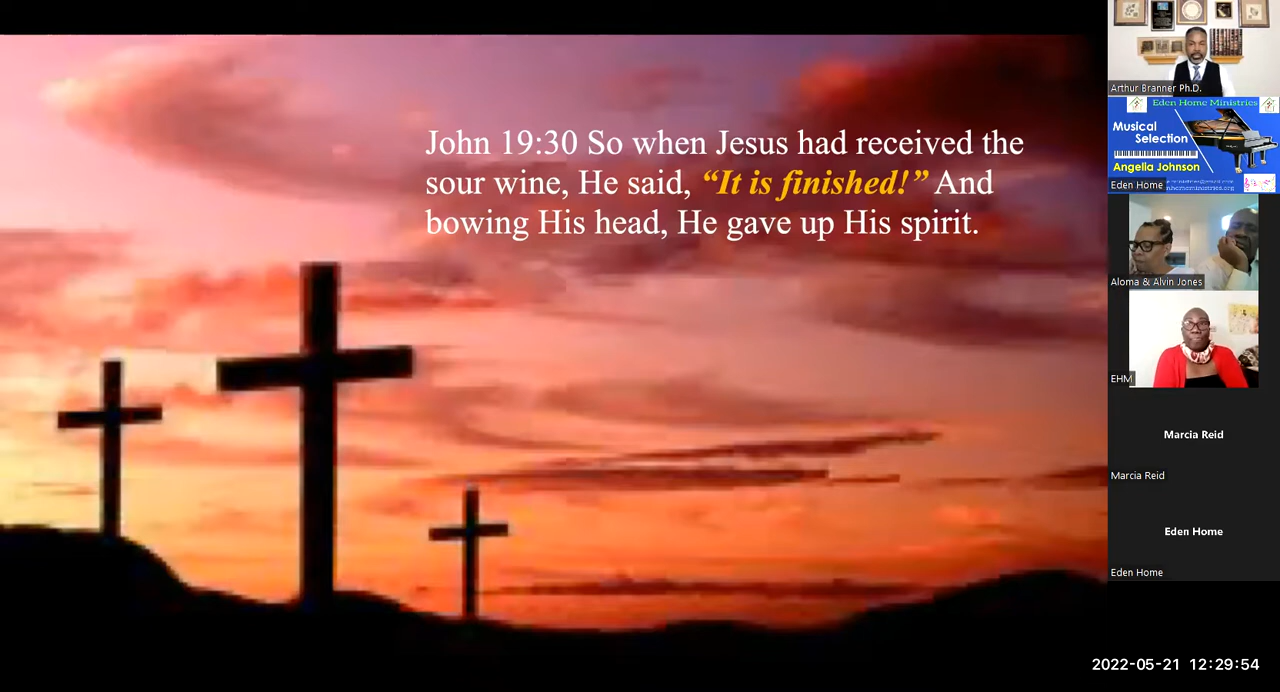 John 19:30 So when Jesus had received the
sour wine, He said, “It is finished!” And
bowing His head, He gave up His spirit.
Arthur Branner Ph.D.
Eden Home Ministries
Musical
Selection
Angelia Johnson
Eden Home
Aloma & Alvin Jones
EHM
Marcia Reid
Marcia Reid
Eden Home
Eden Home
2022-05-21 12:29:54